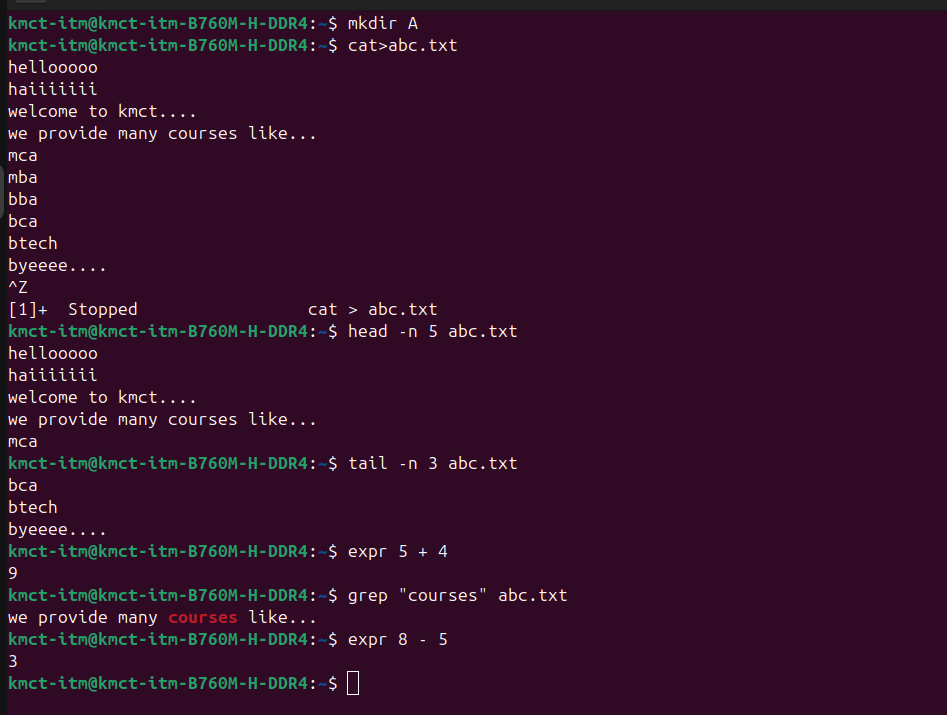 kmct-itm@kmct-itm-B760M-H-DDR4:~$ mkdir A
kmct-itm@kmct-itm-B760M-H-DDR4:~$ cat>abc.txt
hellooooo
haiiiiiii
welcome to kmct....
we provide many courses like...
mca
mba
bba
bca
btech
byeeee....
^Z
[1]+  Stopped                 cat > abc.txt
kmct-itm@kmct-itm-B760M-H-DDR4:~$ head -n 5 abc.txt
hellooooo
haiiiiiii
welcome to kmct....
we provide many courses like...
mca
kmct-itm@kmct-itm-B760M-H-DDR4:~$ tail -n 3 abc.txt
bca
btech
byeeee....
kmct-itm@kmct-itm-B760M-H-DDR4:~$ expr 5 + 4
9
kmct-itm@kmct-itm-B760M-H-DDR4:~$ grep "courses" abc.txt
we provide many courses like...
kmct-itm@kmct-itm-B760M-H-DDR4:~$ expr 8 - 5
3
kmct-itm@kmct-itm-B760M-H-DDR4:~$